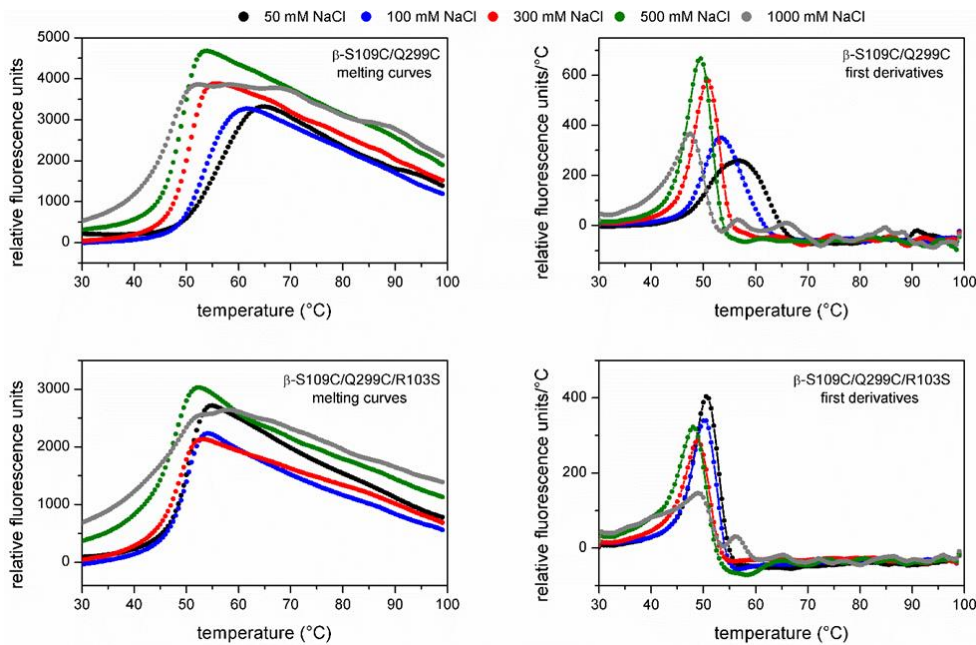 50 mM NaCl 100 mM NaCl 300 mM NaCl 500 mM NaCl 1000 mM NaCl
5000
4000
3000
2000
1000
0
30 40 50 60 70 80 90 100
relative fluorescence units
temperature (°C)
β-S109C/Q299C
melting curves
600
400
200
0
30 40 50 60 70 80 90 100
relative fluorescence units/°C
temperature (°C)
β-S109C/Q299C
first derivatives
3000
2000
1000
0
30 40 50 60 70 80 90 100
relative fluorescence units
temperature (°C)
β-S109C/Q299C/R103S
melting curves
400
200
0
30 40 50 60 70 80 90 100
relative fluorescence units/°C
temperature (°C)
β-S109C/Q299C/R103S
first derivatives